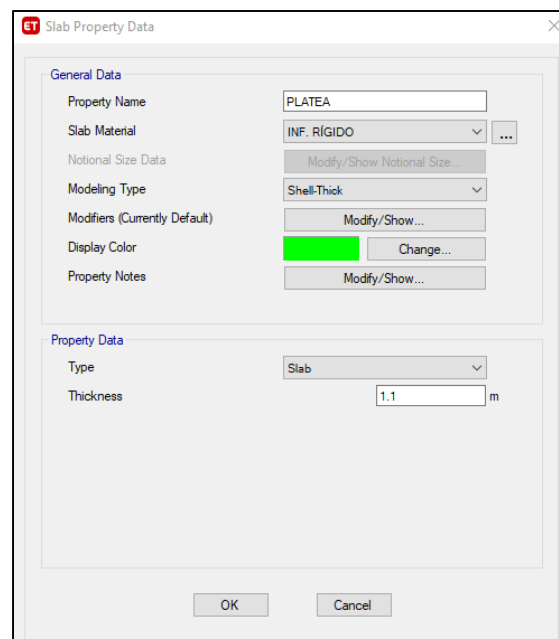 ET Slab Property Data
General Data
Property Name PLATEA
Slab Material INF. RÍGIDO ...
Notional Size Data Modify/Show Notional Size...
Modeling Type Shell-Thick
Modifiers (Currently Default) Modify/Show...
Display Color Change...
Property Notes Modify/Show...
Property Data
Type Slab
Thickness 1.1 m
OK Cancel